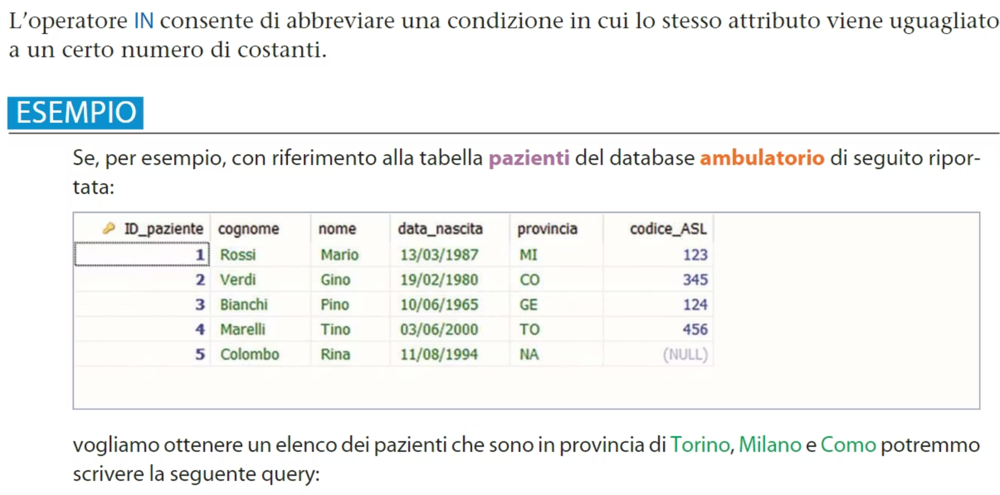 L'operatore IN consente di abbreviare una condizione in cui lo stesso attributo viene uguagliato
a un certo numero di costanti.
ESEMPIO
Se, per esempio, con riferimento alla tabella pazienti del database ambulatorio di seguito ripor-
tata:
ID_paziente cognome nome data_nascita provincia codice_ASL
1 Rossi Mario 13/03/1987 MI 123
2 Verdi Gino 19/02/1980 CO 345
3 Bianchi Pino 10/06/1965 GE 124
4 Marelli Tino 03/06/2000 TO 456
5 Colombo Rina 11/08/1994 NA (NULL)
vogliamo ottenere un elenco dei pazienti che sono in provincia di Torino, Milano e Como potremmo
scrivere la seguente query: